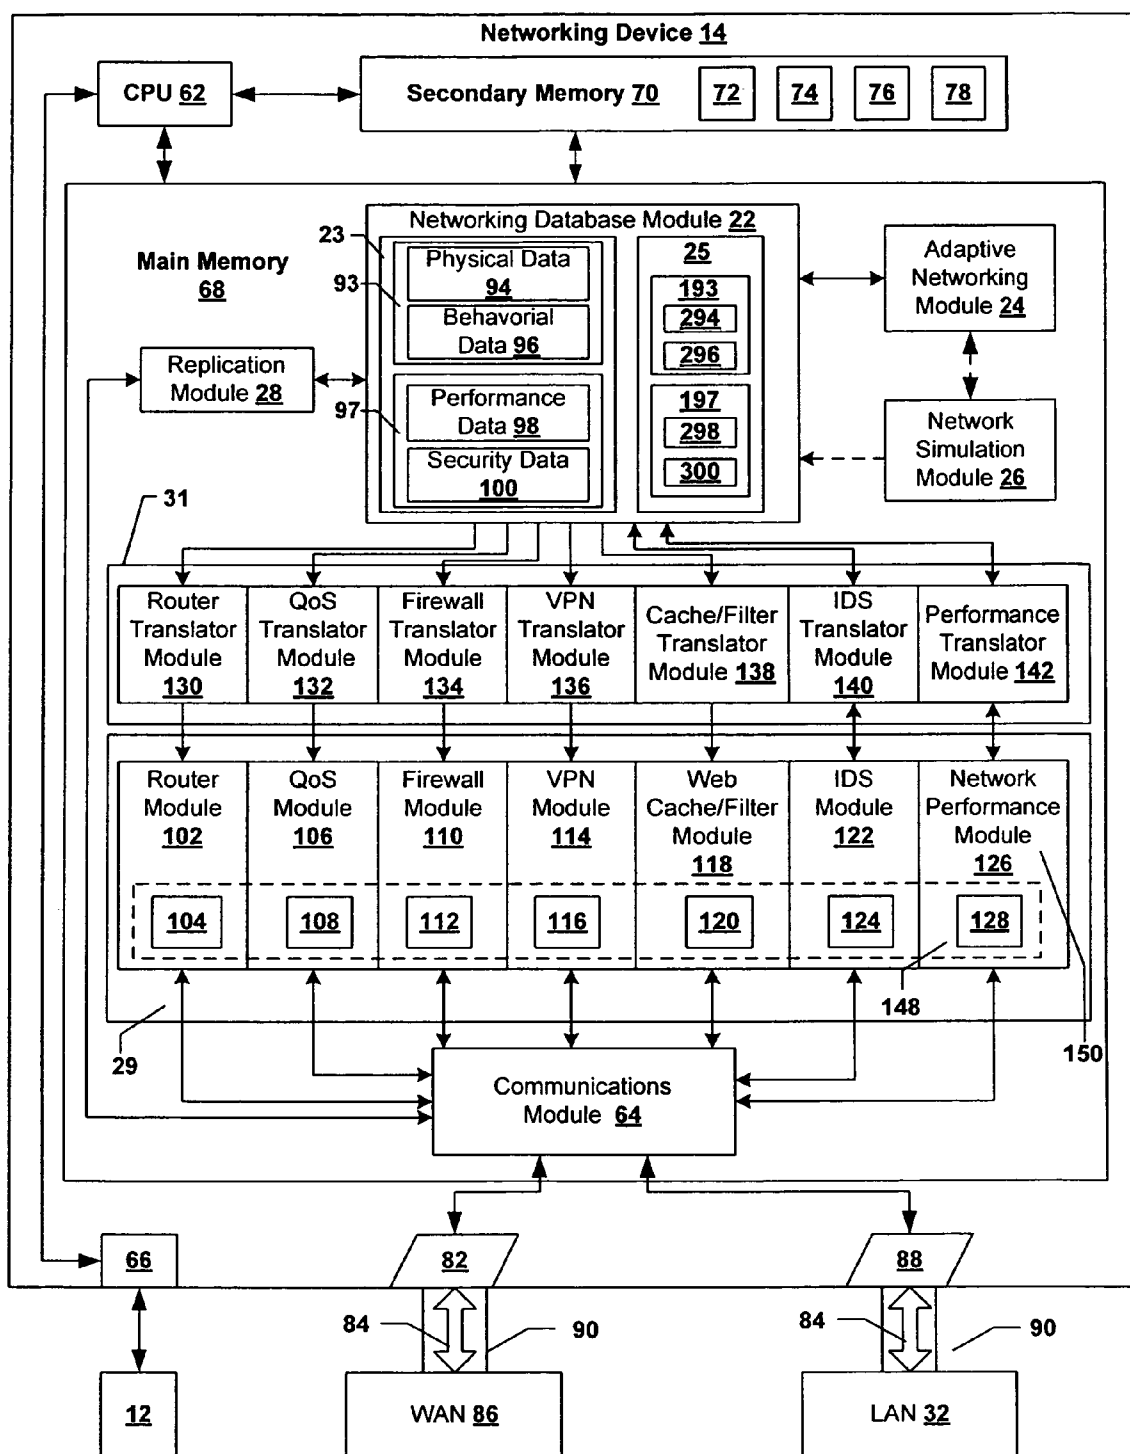 Networking Device 14
CPU 62
Secondary Memory 70
72
74
76
78
Networking Database Module 22
23
Physical Data
94
93
Behavorial
Data 96
97
Performance
Data 98
Security Data
100
25
193
294
296
197
298
300
Main Memory
68
Adaptive
Networking
Module 24
Replication
Module 28
Network
Simulation
Module 26
31
Router
Translator
Module
130
QoS
Translator
Module
132
Firewall
Translator
Module
134
VPN
Translator
Module
136
Cache/Filter
Translator
Module 138
IDS
Translator
Module
140
Performance
Translator
Module 142
Router
Module
102
QoS
Module
106
Firewall
Module
110
VPN
Module
114
Web
Cache/Filter
Module
118
IDS
Module
122
Network
Performance
Module
126
104
108
112
116
120
124
128
148
29
150
Communications
Module 64
66
82
88
84
90
84
90
12
WAN 86
LAN 32